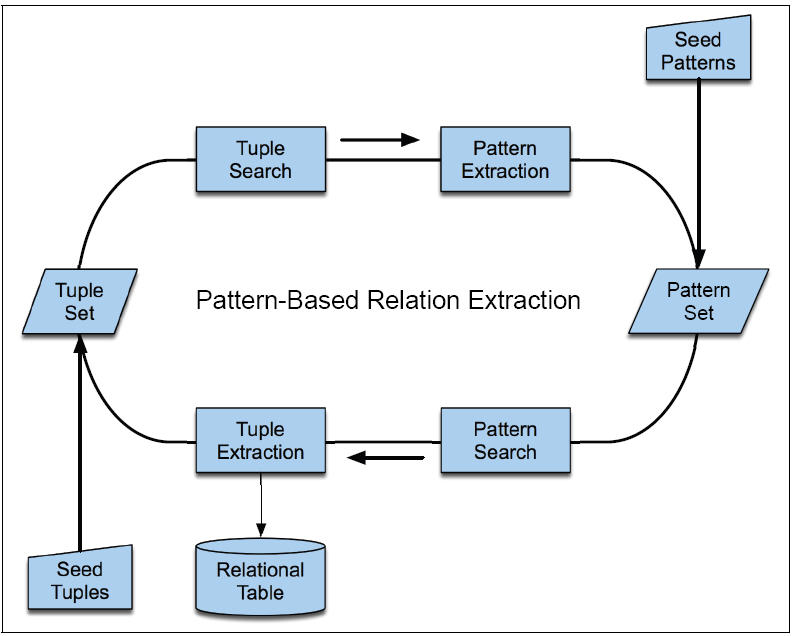 Seed
Patterns
Tuple
Search
Pattern
Extraction
Tuple
Set
Pattern-Based Relation Extraction
Pattern
Set
Tuple
Extraction
Pattern
Search
Seed
Tuples
Relational
Table